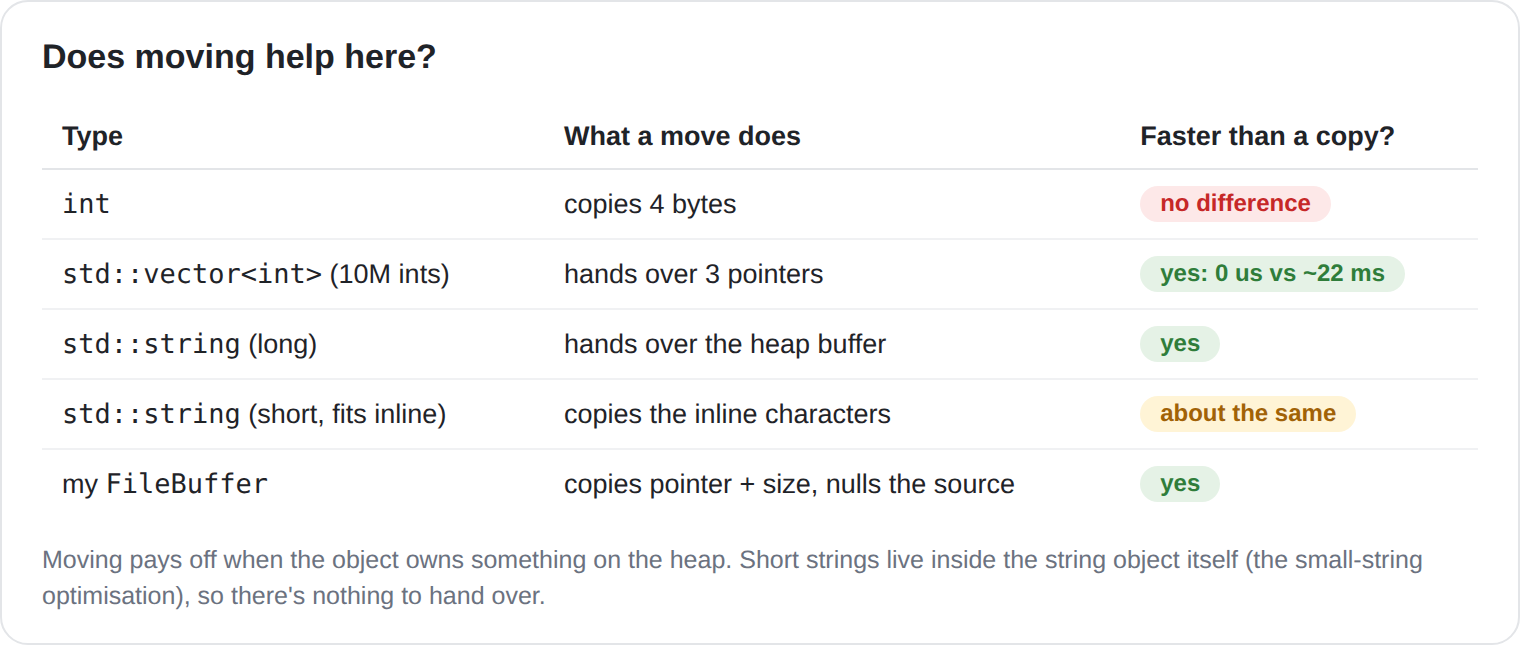 Does moving help here?
Type What a move does Faster than a copy?
int copies 4 bytes no difference
std::vector<int> (10M ints) hands over 3 pointers yes: 0 us vs ~22 ms
std::string (long) hands over the heap buffer yes
std::string (short, fits inline) copies the inline characters about the same
my FileBuffer copies pointer + size, nulls the source yes
Moving pays off when the object owns something on the heap. Short strings live inside the string object itself (the small-string
optimisation), so there's nothing to hand over.